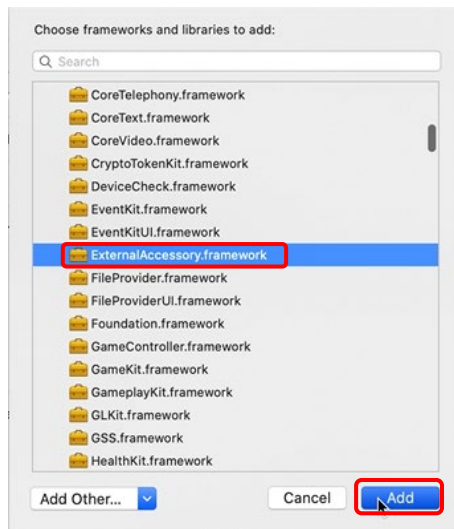 Choose frameworks and libraries to add:
Search
CoreTelephony.framework
CoreText.framework
CoreVideo.framework
CryptoTokenKit.framework
DeviceCheck.framework
EventKit.framework
EventKitUI.framework
ExternalAccessory.framework
FileProvider.framework
FileProviderUI.framework
Foundation.framework
GameController.framework
GameKit.framework
GameplayKit.framework
GLKit.framework
GSS.framework
HealthKit.framework
Add Other... Cancel Add